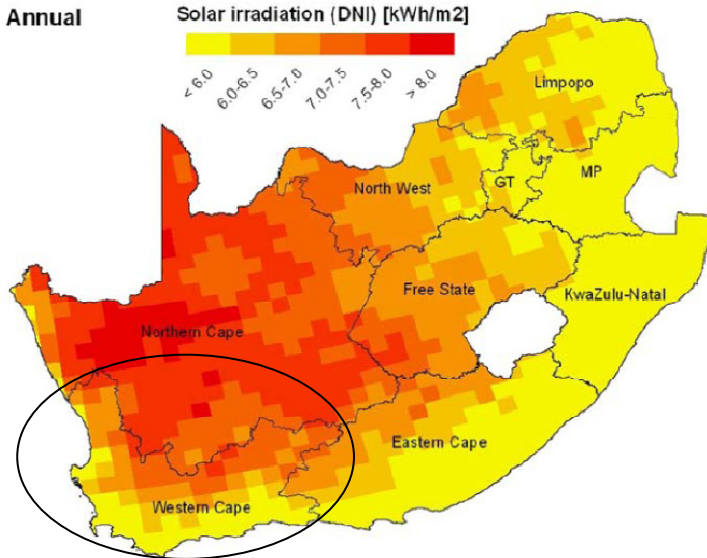 Annual
Solar irradiation (DNI) [kWh/m2]
< 6.0
6.0-6.5
6.5-7.0
7.0-7.5
7.5-8.0
> 8.0
Limpopo
North West
GT
MP
Free State
KwaZulu-Natal
Northern Cape
Eastern Cape
Western Cape